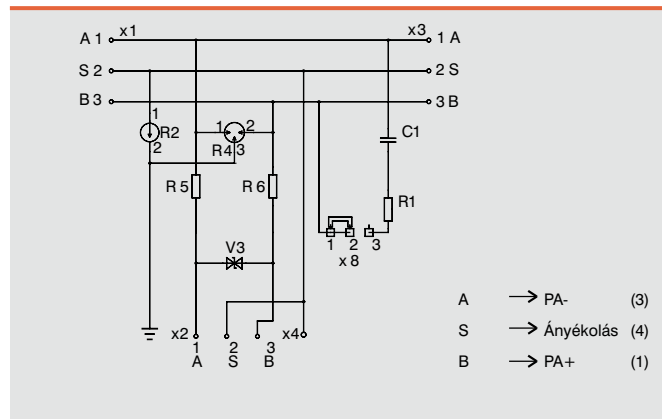 A 1 x1 x3 1 A
S 2 2 S
B 3 3 B
1
R2
2
1 2
R4 3
C1
R 5 R 6 R1
1 2 3
x 8
V3
x2 1 2 3 x4
A S B
A → PA- (3)
S → Ányékolás (4)
B → PA+ (1)